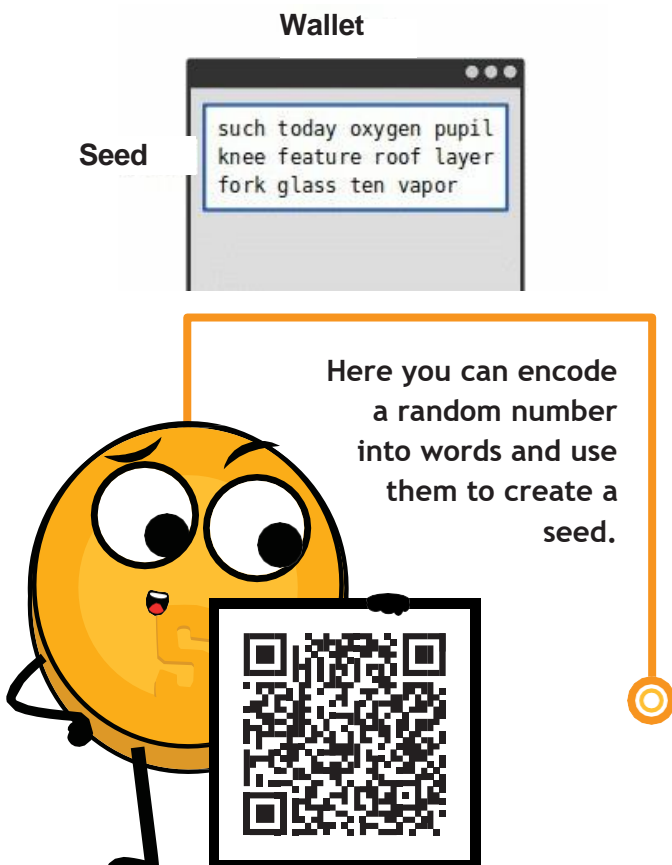 Wallet
Seed
such today oxygen pupil
knee feature roof layer
fork glass ten vapor
Here you can encode
a random number
into words and use
them to create a
seed.